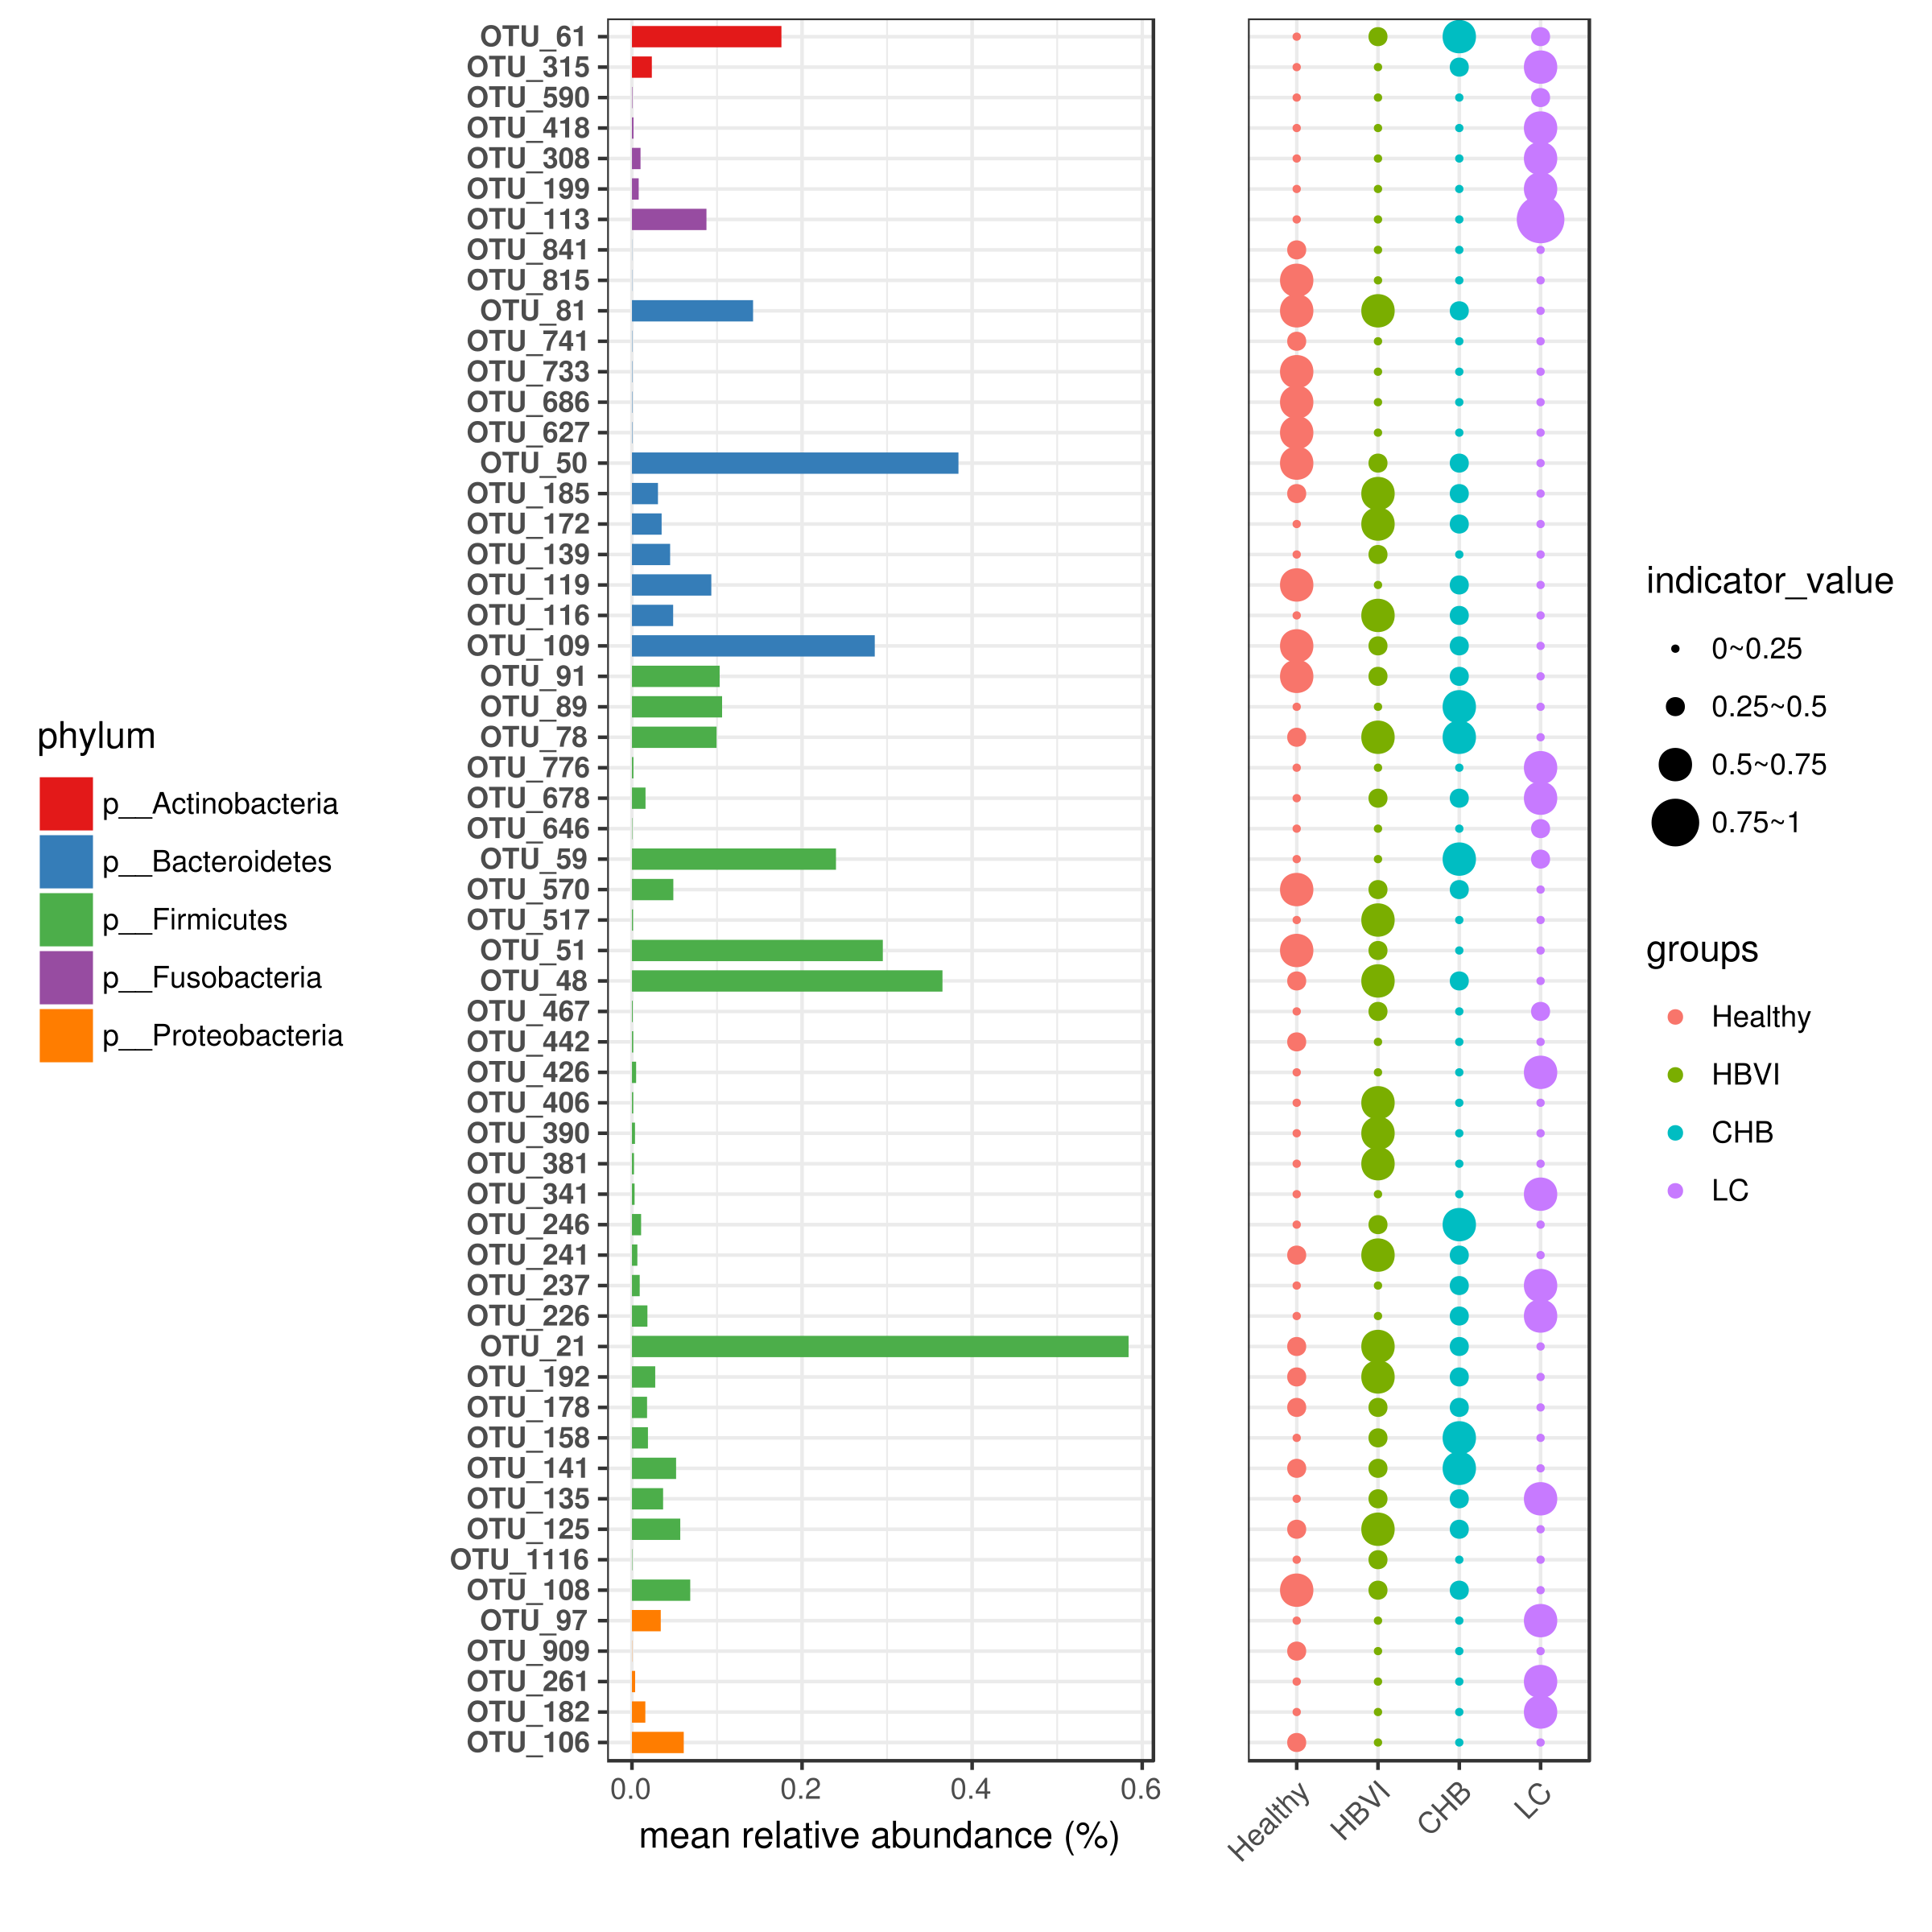 phylum
p__Actinobacteria
p__Bacteroidetes
p__Firmicutes
p__Fusobacteria
p__Proteobacteria
OTU_61
OTU_315
OTU_590
OTU_418
OTU_308
OTU_199
OTU_113
OTU_841
OTU_815
OTU_81
OTU_741
OTU_733
OTU_686
OTU_627
OTU_50
OTU_185
OTU_172
OTU_139
OTU_119
OTU_116
OTU_109
OTU_91
OTU_89
OTU_78
OTU_776
OTU_678
OTU_646
OTU_59
OTU_570
OTU_517
OTU_51
OTU_48
OTU_467
OTU_442
OTU_426
OTU_406
OTU_390
OTU_381
OTU_341
OTU_246
OTU_241
OTU_237
OTU_226
OTU_21
OTU_192
OTU_178
OTU_158
OTU_141
OTU_135
OTU_125
OTU_1116
OTU_108
OTU_97
OTU_909
OTU_261
OTU_182
OTU_106
0.0 0.2 0.4 0.6
mean relative abundance (%)
Healthy HBVI CHB LC
indicator_value
0~0.25
0.25~0.5
0.5~0.75
0.75~1
groups
Healthy
HBVI
CHB
LC